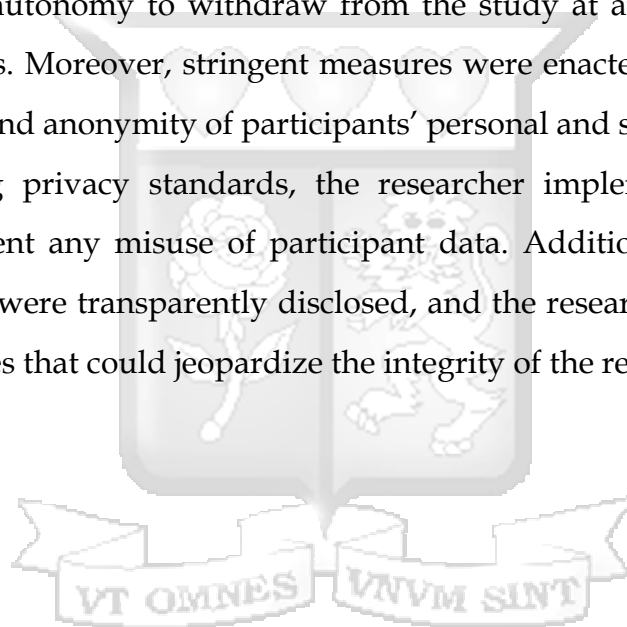 autonomy to withdraw from the study at a
s. Moreover, stringent measures were enacte
nd anonymity of participants' personal and s
g privacy standards, the researcher imple
ent any misuse of participant data. Additio
were transparently disclosed, and the resear
es that could jeopardize the integrity of the re
VT OMNES VNVM SINT